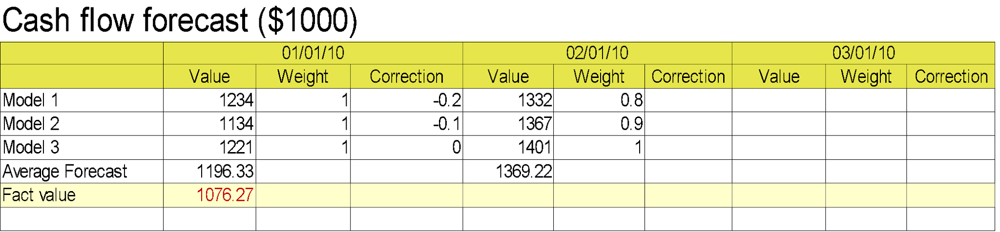 Cash flow forecast ($1000)
01/01/10 02/01/10 03/01/10
Value Weight Correction Value Weight Correction Value Weight Correction
Model 1 1234 1 -0.2 1332 0.8
Model 2 1134 1 -0.1 1367 0.9
Model 3 1221 1 0 1401 1
Average Forecast 1196.33 1369.22
Fact value 1076.27